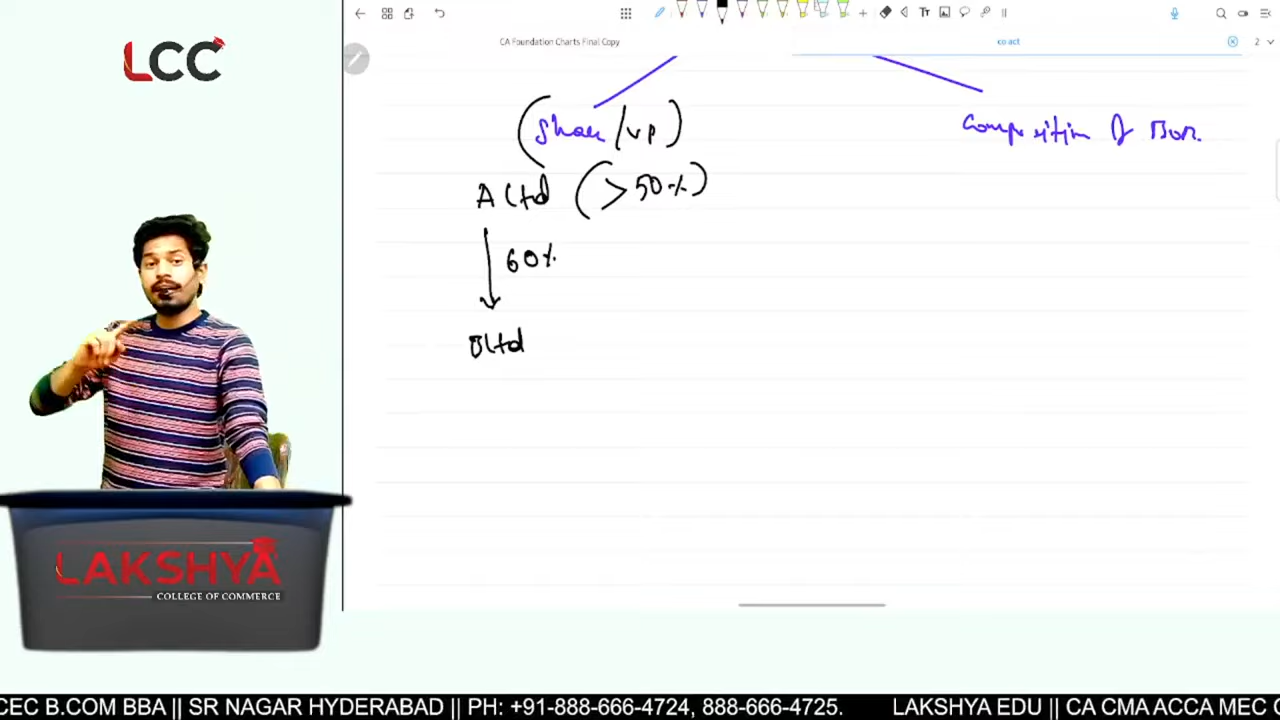 LCC
CA Foundation Charts Final Copy
co act
2
(Share/VP)
Composition of BOD.
A Ltd (>50%)
60%
B Ltd
LAKSHYA
COLLEGE OF COMMERCE
CEC B.COM BBA || SR NAGAR HYDERABAD || PH: +91-888-666-4724, 888-666-4725. LAKSHYA EDU || CA CMA ACCA MEC C